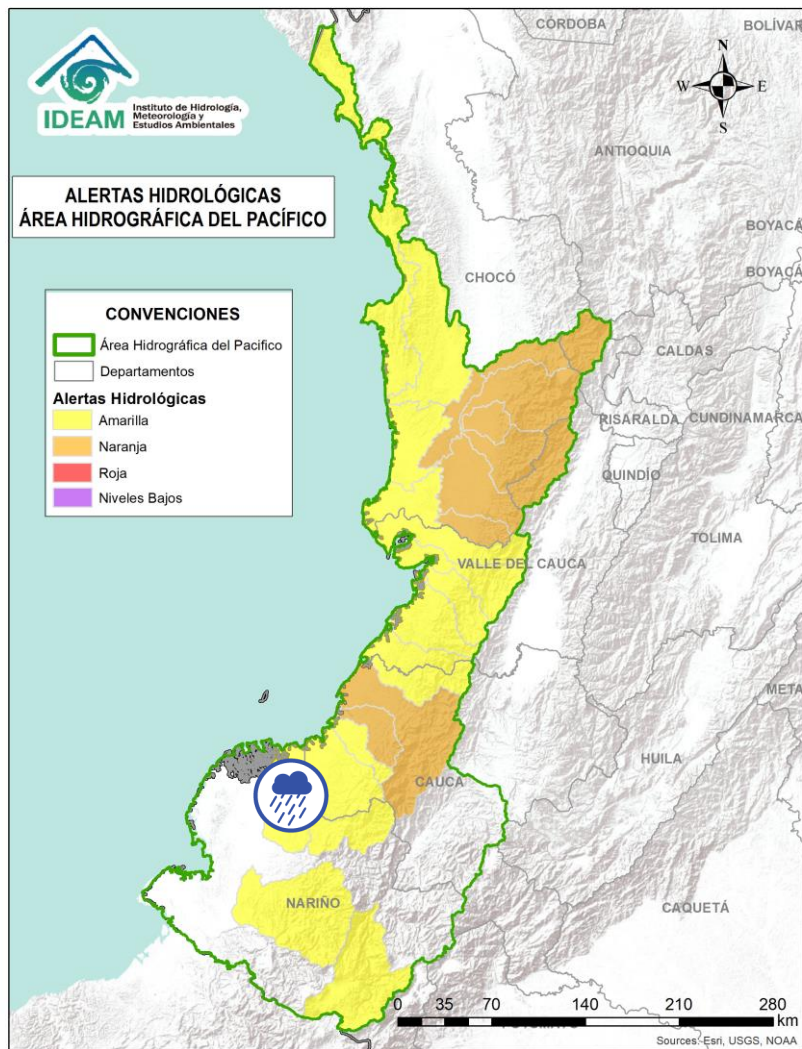 IDEAM
Instituto de Hidrología,
Meteorología y
Estudios Ambientales
ALERTAS HIDROLÓGICAS
ÁREA HIDROGRÁFICA DEL PACÍFICO
CONVENCIONES
Área Hidrográfica del Pacifico
Departamentos
Alertas Hidrológicas
Amarilla
Naranja
Roja
Niveles Bajos
N
W
E
S
CÓRDOBA
BOLÍVAR
ANTIOQUIA
BOYACÁ
BOYACÁ
CHOCÓ
CALDAS
RISARALDA
CUNDINAMARCA
QUINDÍO
TOLIMA
VALLE DEL CAUCA
META
HUILA
CAUCA
NARIÑO
CAQUETÁ
0 35 70 140 210 280
km
Sources: Esri, USGS, NOAA